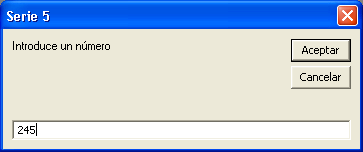 Serie 5
Introduce un número
Aceptar
Cancelar
245